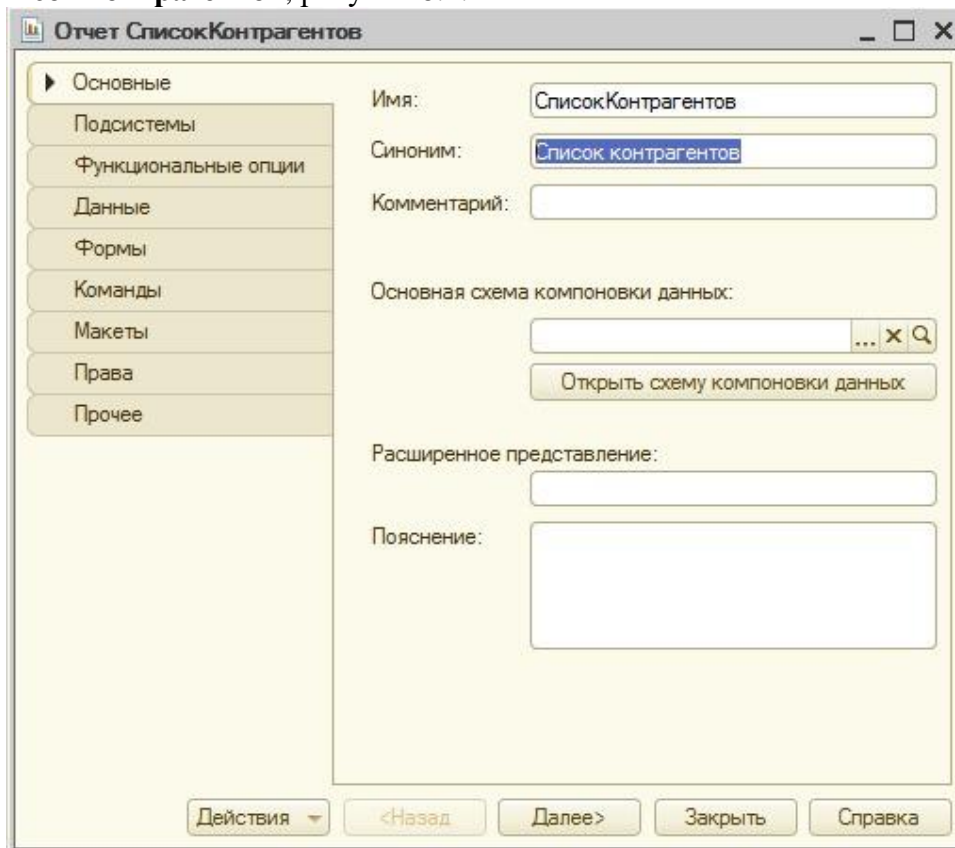 Отчет СписокКонтрагентов
Основные
Подсистемы
Функциональные опции
Данные
Формы
Команды
Макеты
Права
Прочее
Имя: СписокКонтрагентов
Синоним: Список контрагентов
Комментарий:
Основная схема компоновки данных:
...
Открыть схему компоновки данных
Расширенное представление:
Пояснение:
Действия <Назад Далее> Закрыть Справка